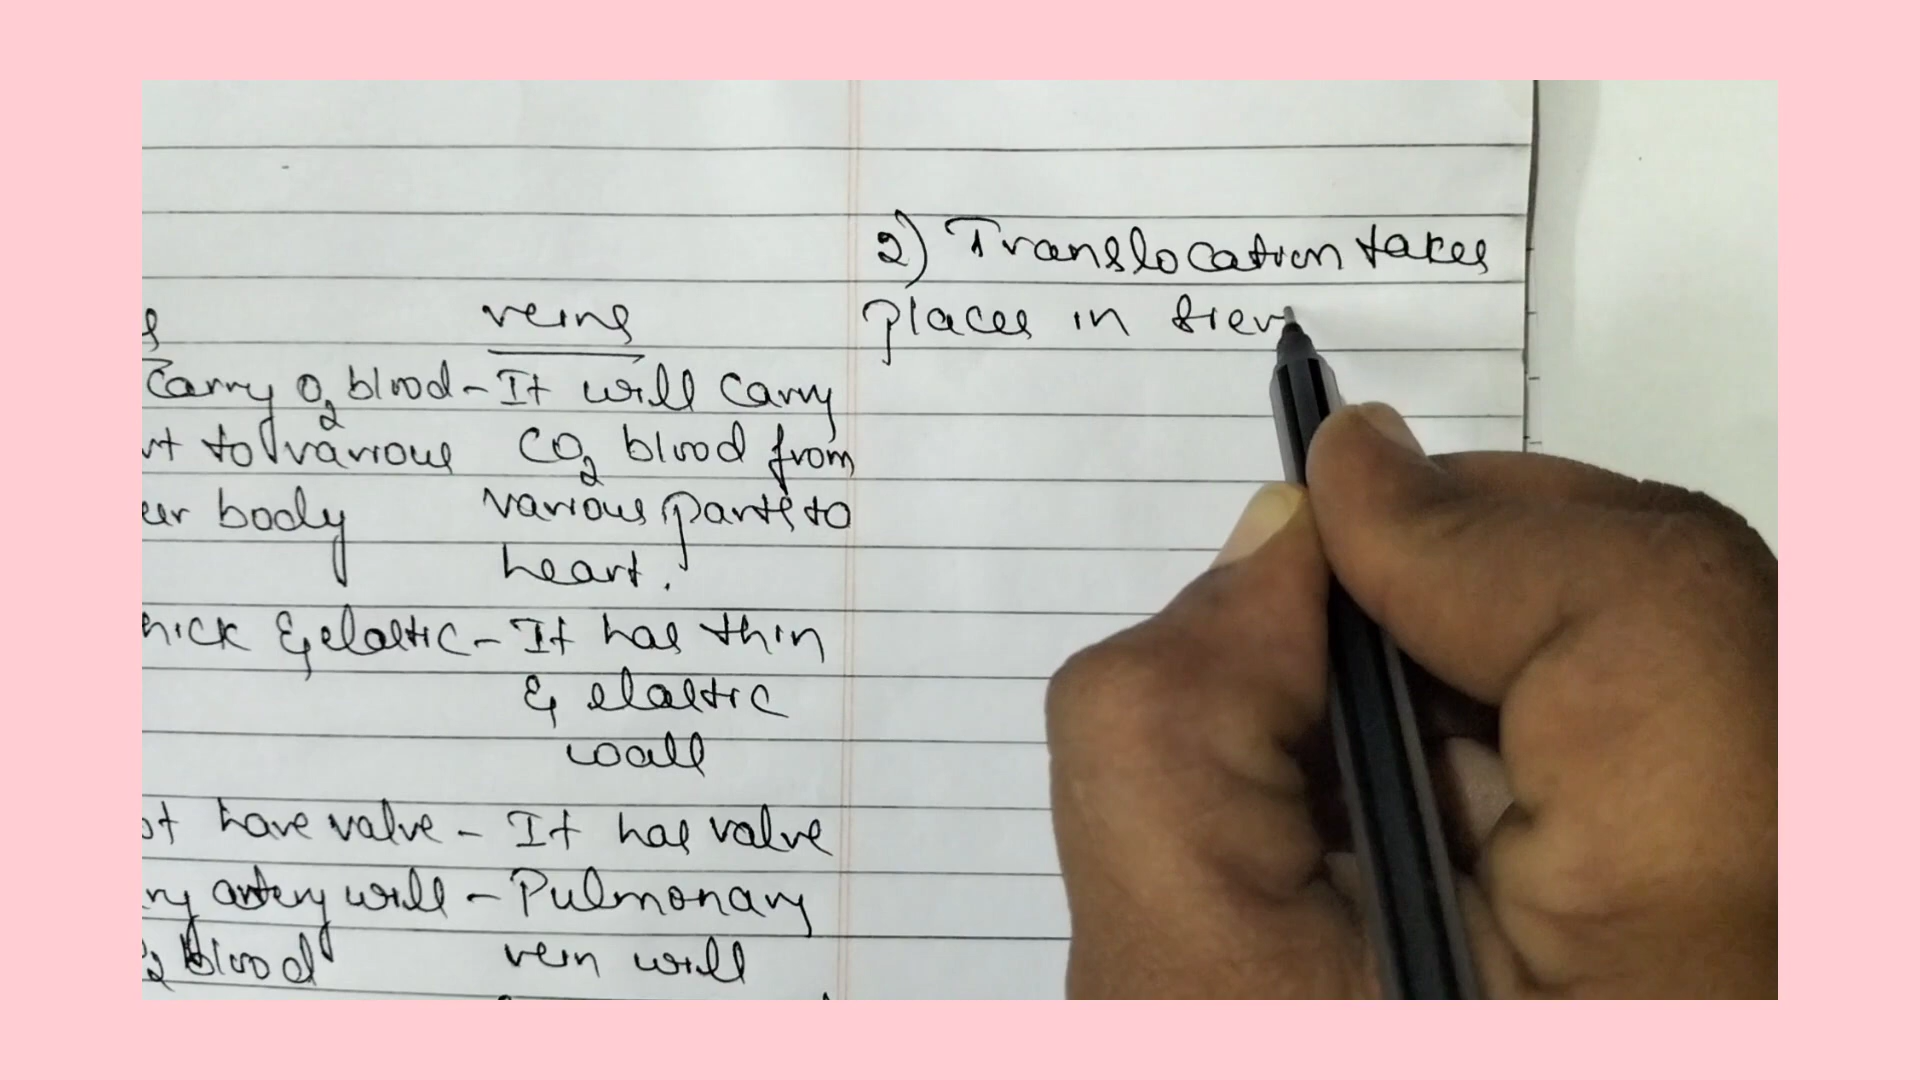 veins
Carry O2 blood - It will carry
to various CO2 blood from
body various parts to
heart.
& elastic - It has thin
& elastic
wall
have valve - It has valve
artery will - Pulmonary
blood vein will
2) Translocation takes
places in siev